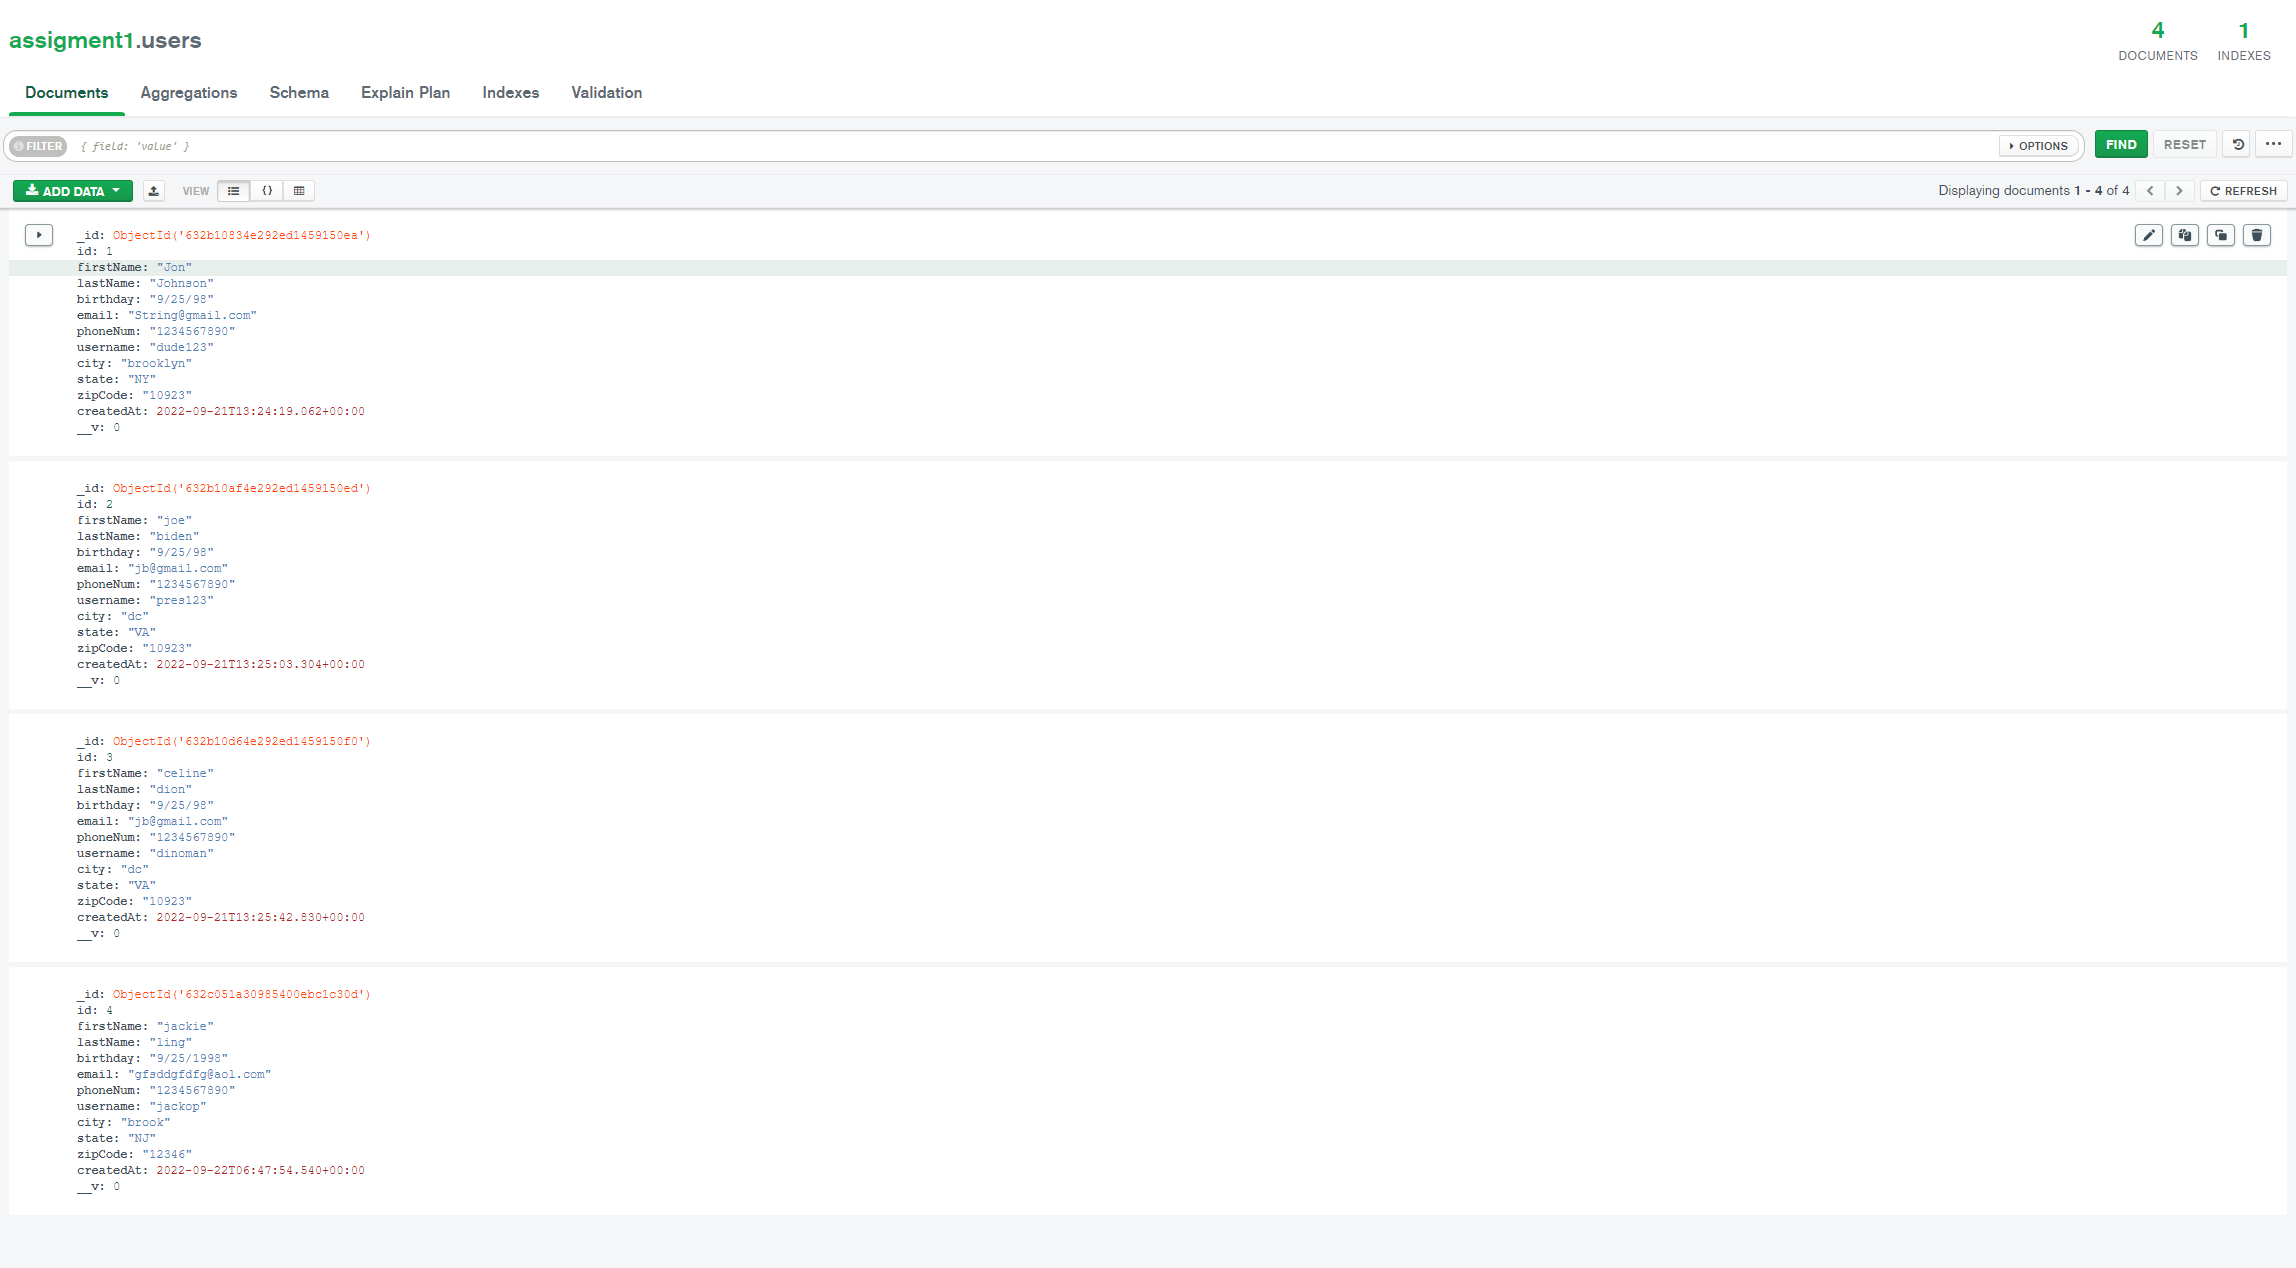 assigment1.users
4
DOCUMENTS
1
INDEXES
Documents Aggregations Schema Explain Plan Indexes Validation
FILTER { field: 'value' } OPTIONS FIND RESET
ADD DATA VIEW {} Displaying documents 1 - 4 of 4 REFRESH
_id: ObjectId('632b10834e292ed1459150ea')
id: 1
firstName: "Jon"
lastName: "Johnson"
birthday: "9/25/98"
email: "String@gmail.com"
phoneNum: "1234567890"
username: "dude123"
city: "brooklyn"
state: "NY"
zipCode: "10923"
createdAt: 2022-09-21T13:24:19.062+00:00
__v: 0
_id: ObjectId('632b10af4e292ed1459150ed')
id: 2
firstName: "joe"
lastName: "biden"
birthday: "9/25/98"
email: "jb@gmail.com"
phoneNum: "1234567890"
username: "pres123"
city: "dc"
state: "VA"
zipCode: "10923"
createdAt: 2022-09-21T13:25:03.304+00:00
__v: 0
_id: ObjectId('632b10d64e292ed1459150f0')
id: 3
firstName: "celine"
lastName: "dion"
birthday: "9/25/98"
email: "jb@gmail.com"
phoneNum: "1234567890"
username: "dinoman"
city: "dc"
state: "VA"
zipCode: "10923"
createdAt: 2022-09-21T13:25:42.830+00:00
__v: 0
_id: ObjectId('632c051a30985400ebc1c30d')
id: 4
firstName: "jackie"
lastName: "ling"
birthday: "9/25/1998"
email: "gfsddgfdfg@aol.com"
phoneNum: "1234567890"
username: "jackop"
city: "brook"
state: "NJ"
zipCode: "12346"
createdAt: 2022-09-22T06:47:54.540+00:00
__v: 0